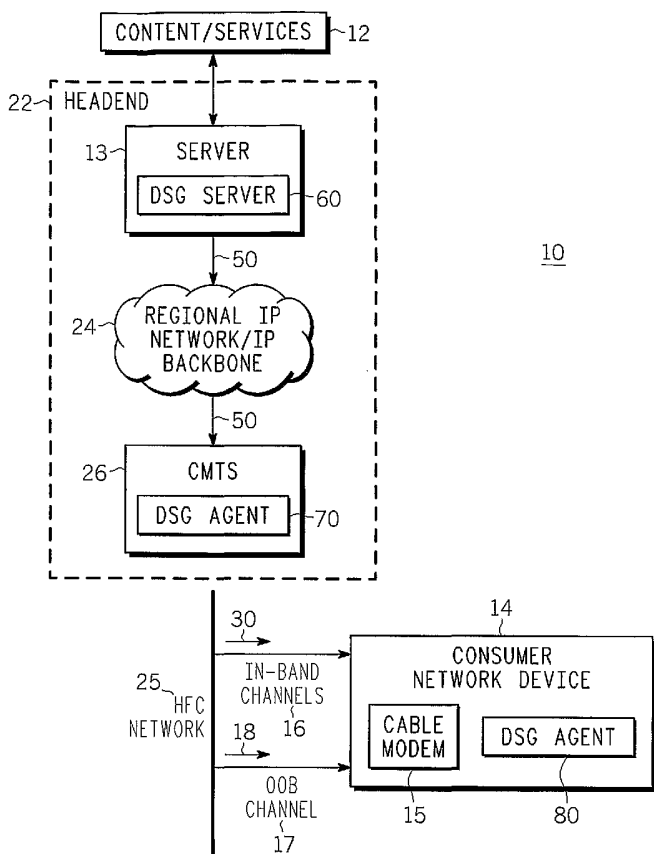 CONTENT/SERVICES
12
22
HEADEND
13
SERVER
DSG SERVER
60
50
10
24
REGIONAL IP
NETWORK/IP
BACKBONE
50
26
CMTS
DSG AGENT
70
30
14
IN-BAND
CHANNELS
16
CONSUMER
NETWORK DEVICE
25
HFC
NETWORK
18
CABLE
MODEM
DSG AGENT
15
80
OOB
CHANNEL
17